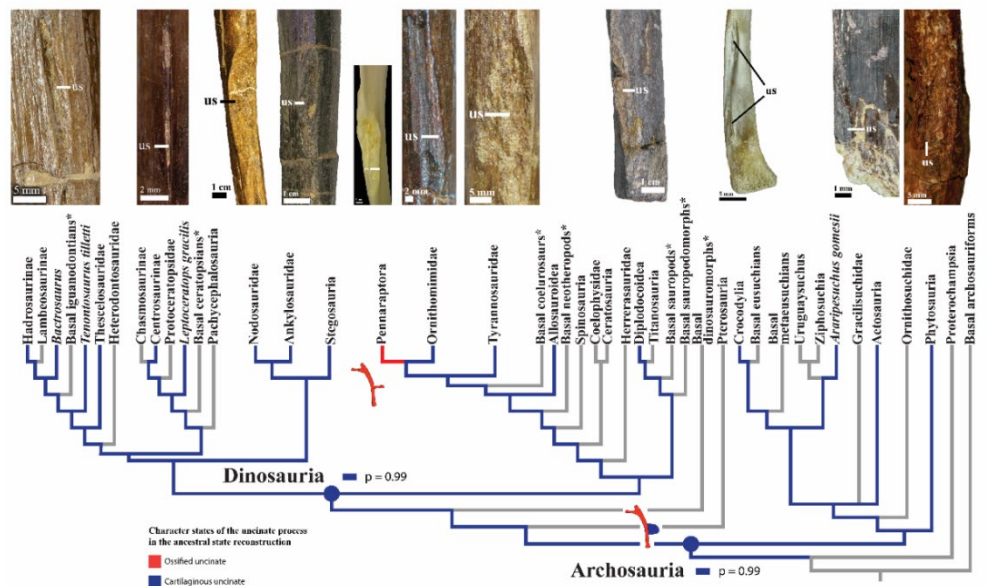 us
us
us
us
us
us
us
us
us
us
us
5 mm
2 mm
1 cm
1 cm
2 mm
5 mm
1 cm
5 mm
1 mm
5 mm
Hadrosaurinae
Lambeosaurinae
Bactrosaurus
Basal iguanodontians*
Tenontosaurus tilletti
Thescelosauridae
Heterodontosauridae
Chasmosaurinae
Centrosaurinae
Protoceratopsidae
Leptoceratops gracilis
Basal ceratopsians*
Pachycephalosauria
Nodosauridae
Ankylosauridae
Stegosauria
Pennaraptora
Ornithomimidae
Tyrannosauridae
Basal coelurosaurs*
Allosauroidea
Basal neotheropods*
Spinosauria
Coelophysidae
Ceratosauria
Herrerasauridae
Diplodocoidea
Titanosauria
Basal sauropods*
Basal sauropodomorphs*
Basal
dinosauromorphs*
Pterosauria
Crocodylia
Basal eusuchians
Basal
metaeasuchians
Uruguaysuchus
Ziphosuchia
Araripesuchus gomesii
Gracilisuchidae
Aetosauria
Ornithosuchidae
Phytosauria
Proterochampsia
Basal archosauriforms
Dinosauria
p = 0.99
Character states of the uncinate process
in the ancestral state reconstruction
Ossified uncinate
Cartilaginous uncinate
Archosauria
p = 0.99